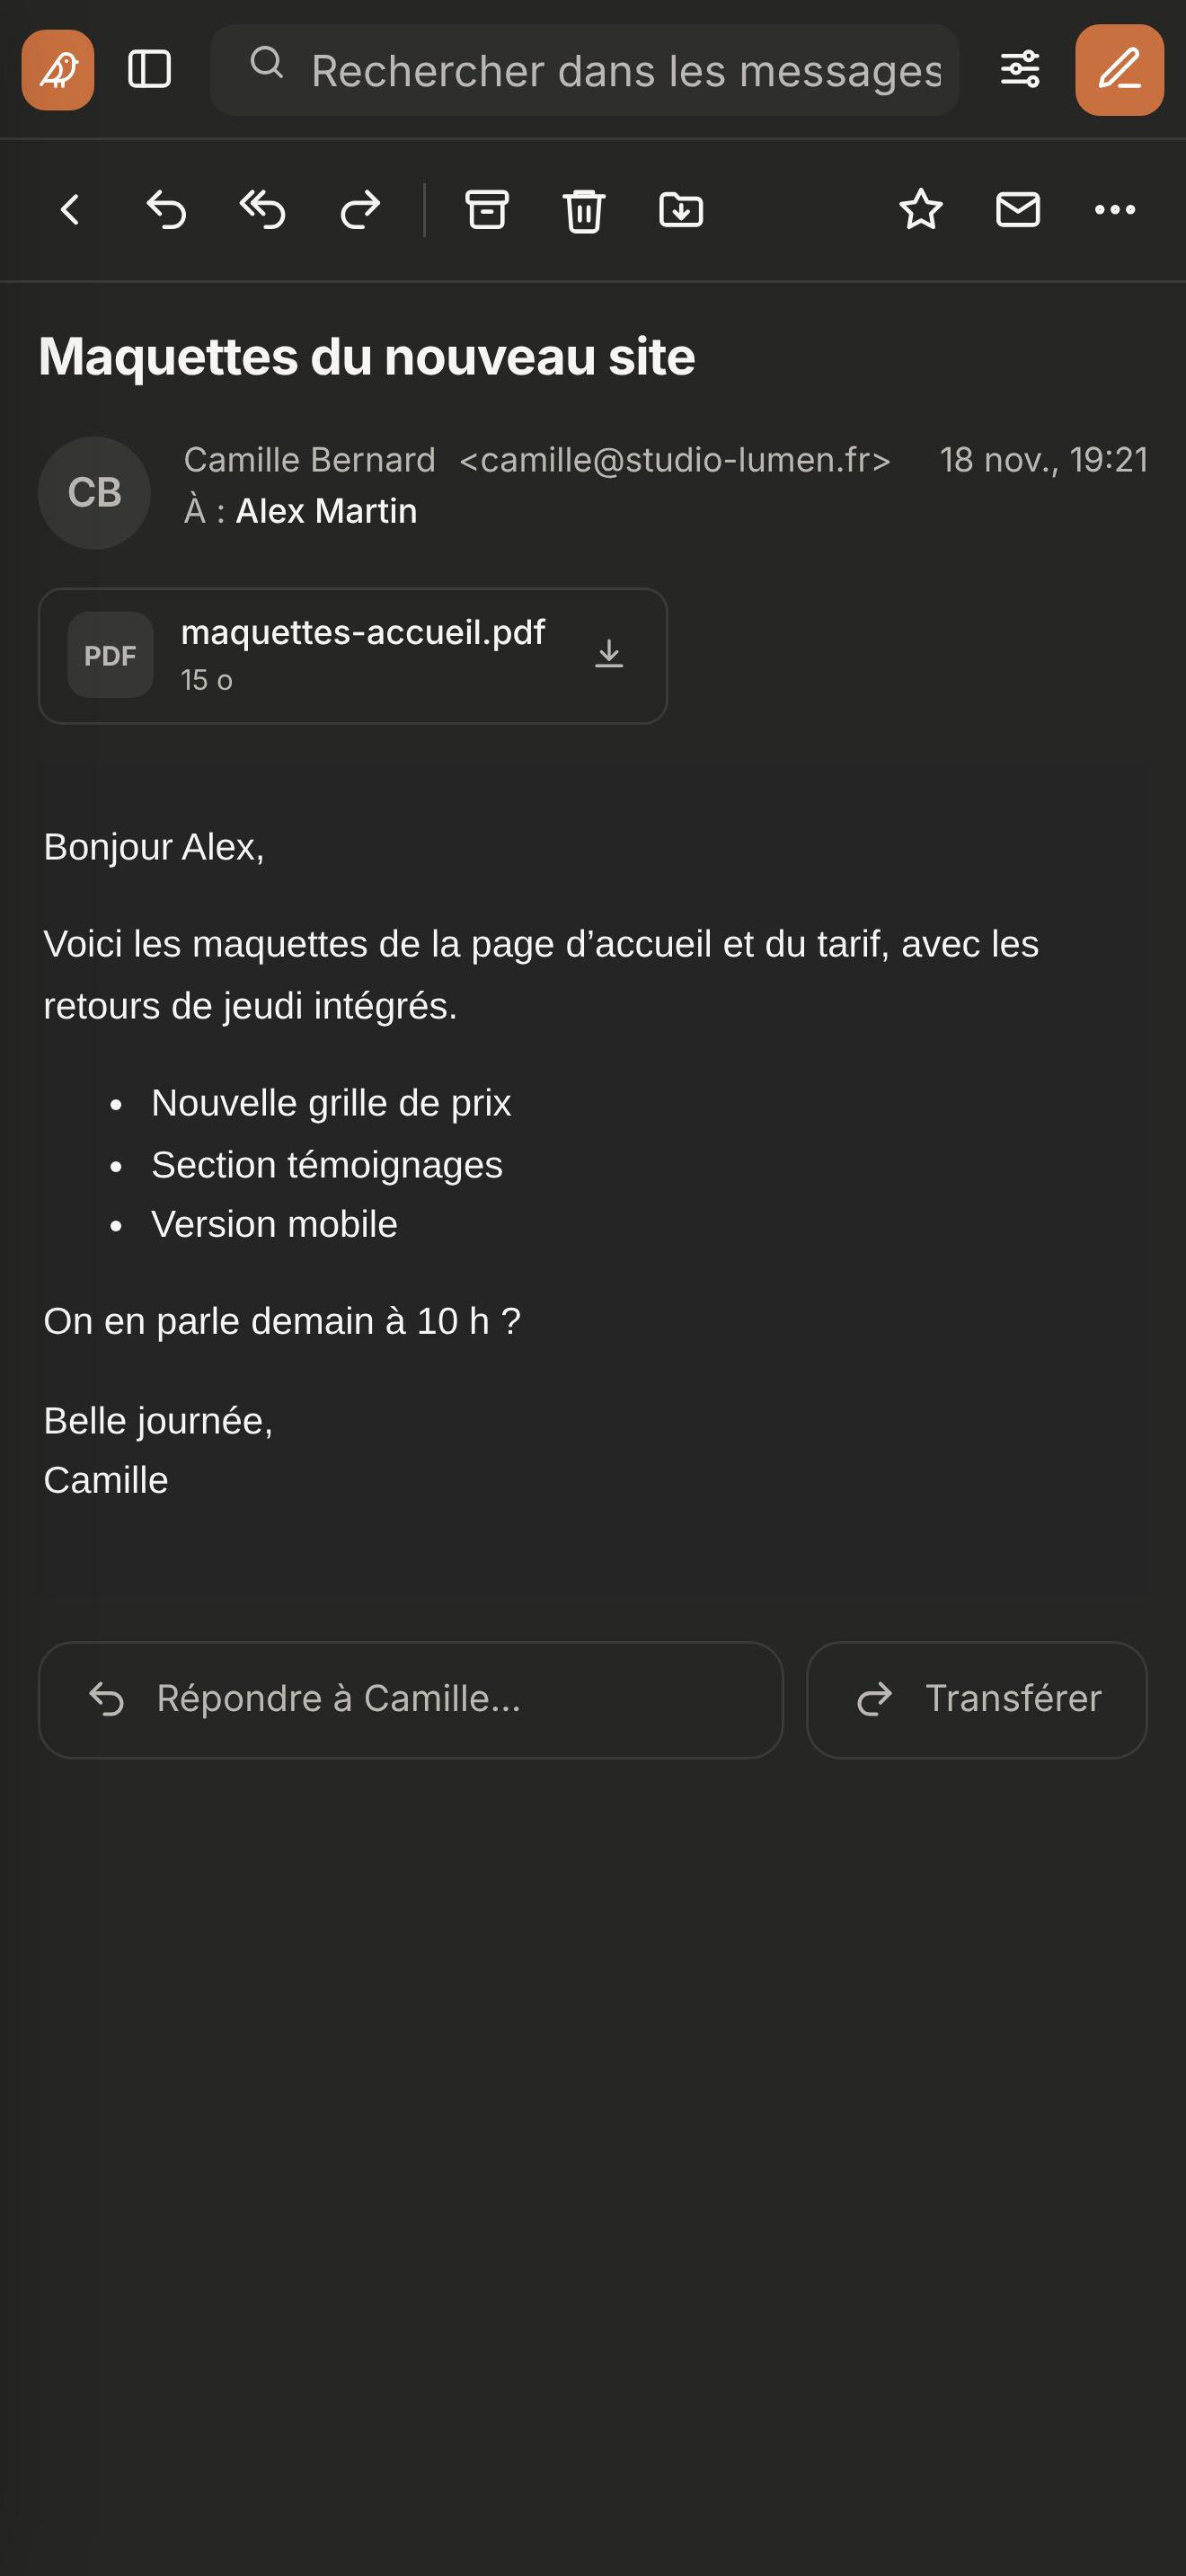 Rechercher dans les messages
Maquettes du nouveau site
CB
Camille Bernard <camille@studio-lumen.fr> 18 nov., 19:21
À : Alex Martin
PDF
maquettes-accueil.pdf
15 o
Bonjour Alex,
Voici les maquettes de la page d’accueil et du tarif, avec les
retours de jeudi intégrés.
• Nouvelle grille de prix
• Section témoignages
• Version mobile
On en parle demain à 10 h ?
Belle journée,
Camille
Répondre à Camille... Transférer